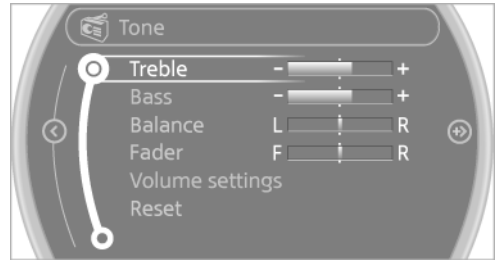 Tone
Treble - +
Bass - +
Balance L R
Fader F R
Volume settings
Reset